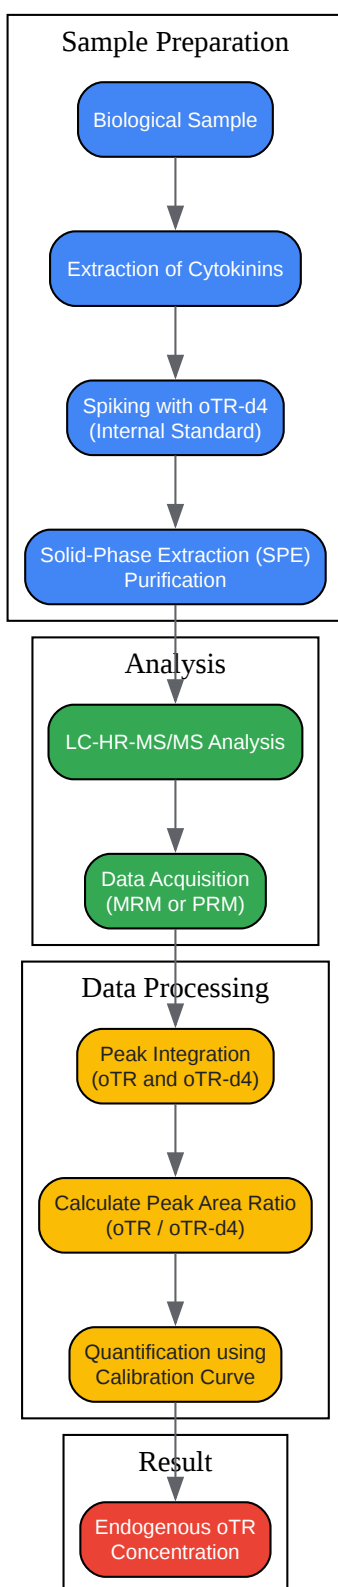 Sample Preparation
Biological Sample
Extraction of Cytokinins
Spiking with oTR-d4
(Internal Standard)
Solid-Phase Extraction (SPE)
Purification
Analysis
LC-HR-MS/MS Analysis
Data Acquisition
(MRM or PRM)
Data Processing
Peak Integration
(oTR and oTR-d4)
Calculate Peak Area Ratio
(oTR / oTR-d4)
Quantification using
Calibration Curve
Result
Endogenous oTR
Concentration